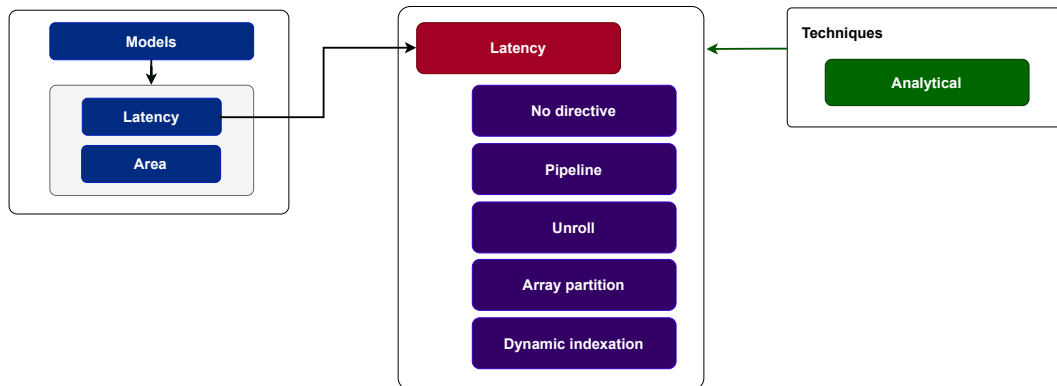 Models
Latency
Area
Latency
No directive
Pipeline
Unroll
Array partition
Dynamic indexation
Techniques
Analytical